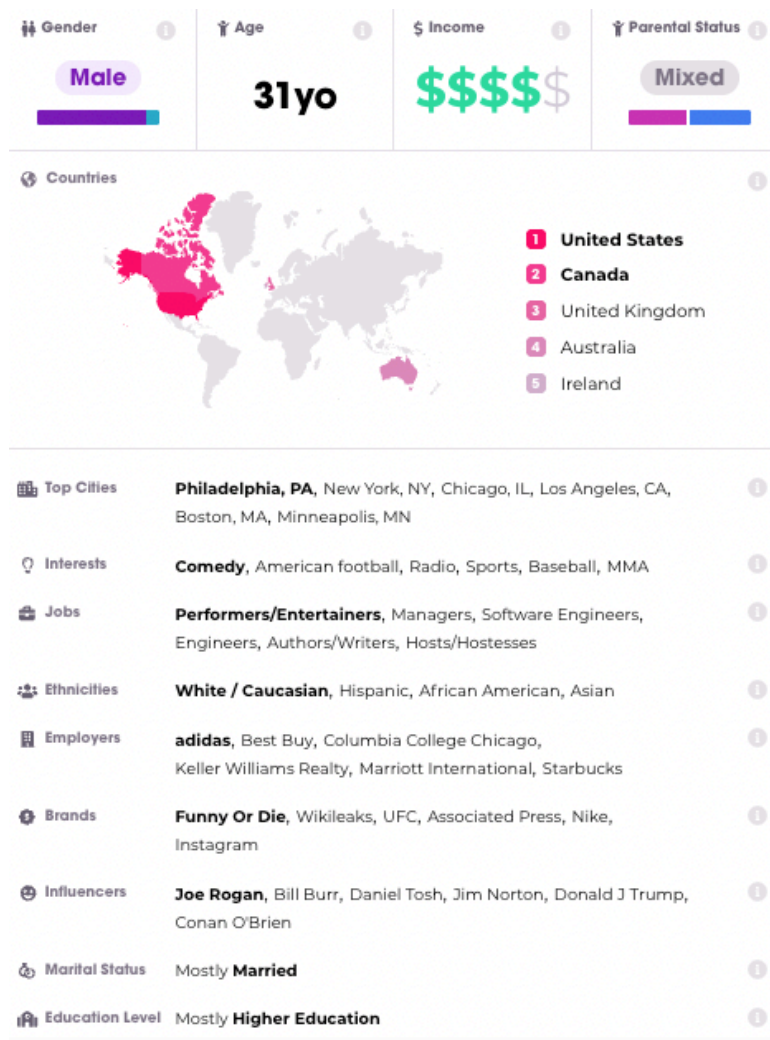 Gender
Age
$ Income
Parental Status
Male
31yo
$$$$$
Mixed
Countries
1 United States
2 Canada
3 United Kingdom
4 Australia
5 Ireland
Top Cities Philadelphia, PA, New York, NY, Chicago, IL, Los Angeles, CA,
Boston, MA, Minneapolis, MN
Interests Comedy, American football, Radio, Sports, Baseball, MMA
Jobs Performers/Entertainers, Managers, Software Engineers,
Engineers, Authors/Writers, Hosts/Hostesses
Ethnicities White / Caucasian, Hispanic, African American, Asian
Employers adidas, Best Buy, Columbia College Chicago,
Keller Williams Realty, Marriott International, Starbucks
Brands Funny Or Die, Wikileaks, UFC, Associated Press, Nike,
Instagram
Influencers Joe Rogan, Bill Burr, Daniel Tosh, Jim Norton, Donald J Trump,
Conan O'Brien
Marital Status Mostly Married
Education Level Mostly Higher Education